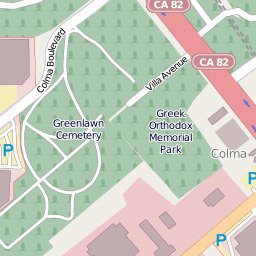 CA 82
Colma Boulevard
Villa Avenue
CA 82
Greenlawn
Cemetery
Greek
Orthodox
Memorial
Park
Colma
P
P
P
P